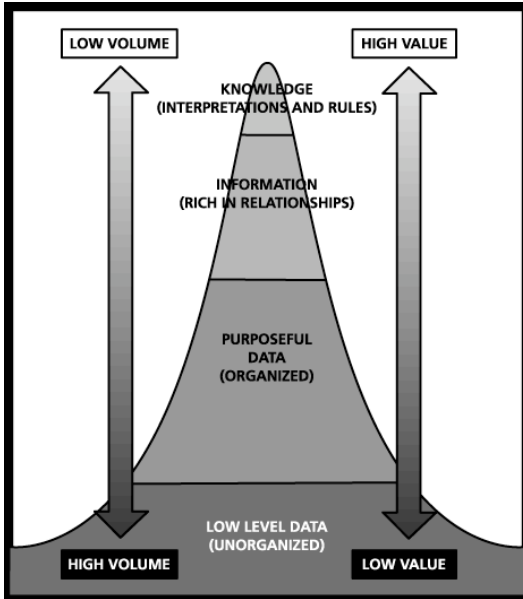 LOW VOLUME
HIGH VALUE
KNOWLEDGE
(INTERPRETATIONS AND RULES)
INFORMATION
(RICH IN RELATIONSHIPS)
PURPOSEFUL
DATA
(ORGANIZED)
LOW LEVEL DATA
(UNORGANIZED)
HIGH VOLUME
LOW VALUE